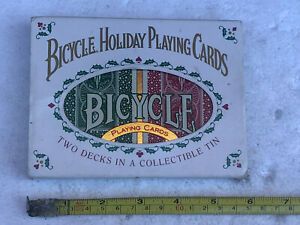 BICYCLE HOLIDAY PLAYING CARDS
BICYCLE
PLAYING CARDS
TWO DECKS IN A COLLECTIBLE TIN